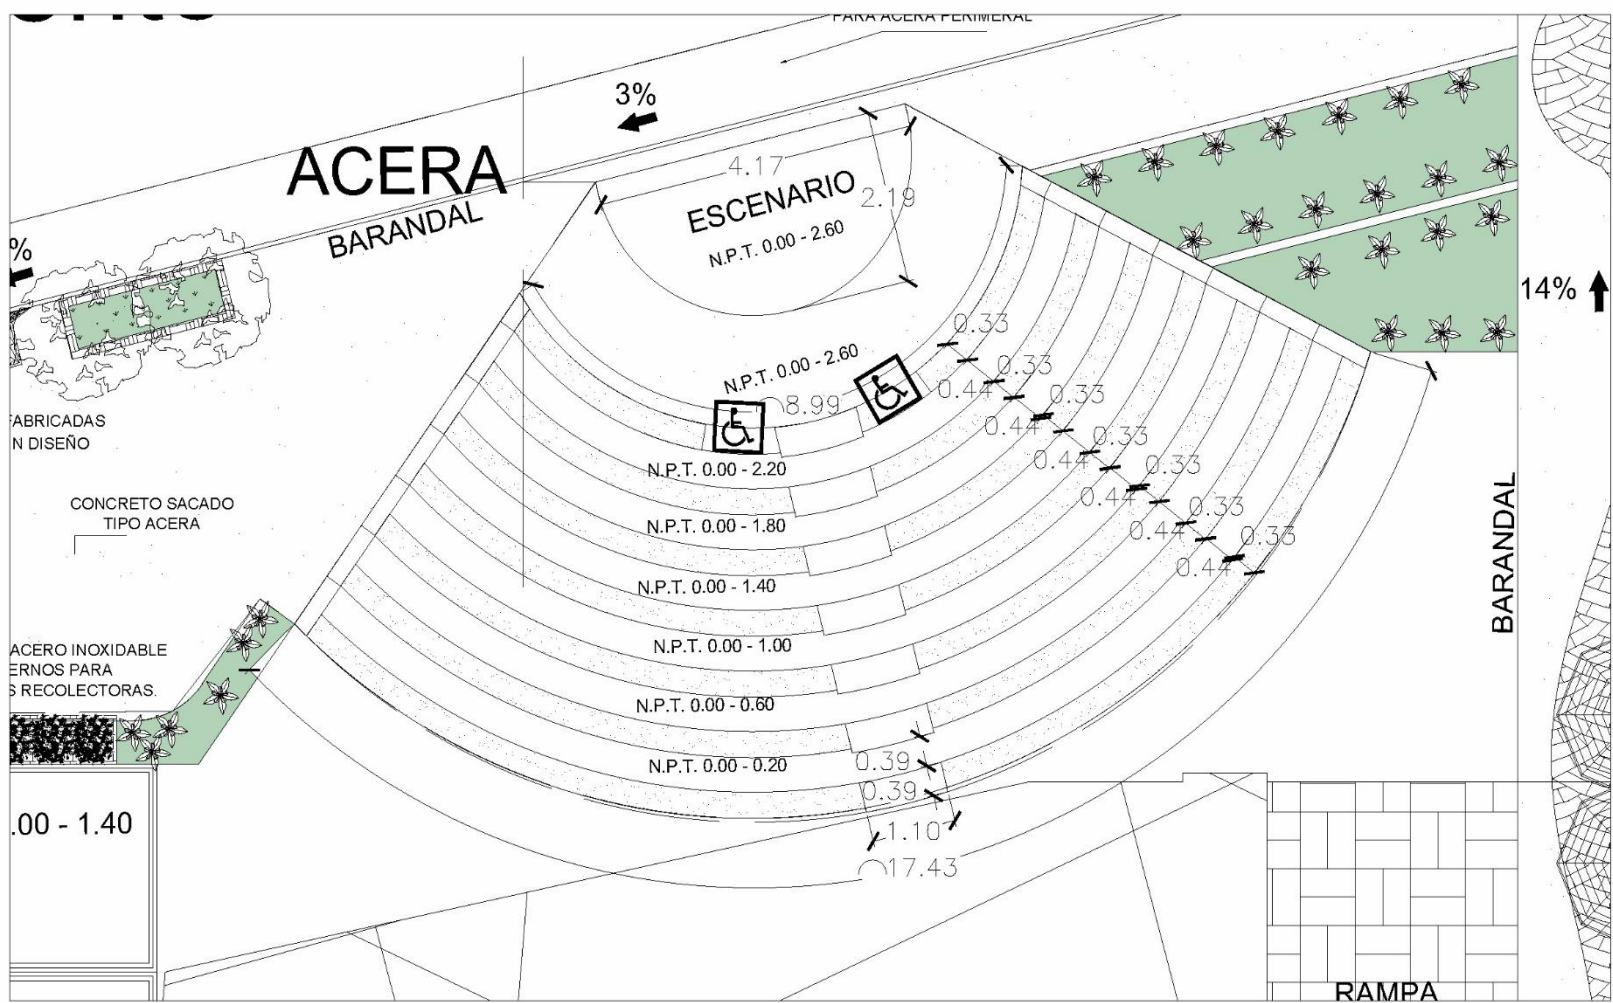 PARA ACERA PERIMERAL
3%
ACERA
BARANDAL
4.17
ESCENARIO
2.19
N.P.T. 0.00 - 2.60
%
14%
N.P.T. 0.00 - 2.60
8.99
0.33
0.33
0.44
0.33
0.44
0.33
0.44
0.33
0.44
0.33
0.44
0.33
0.44
FABRICADAS
N DISEÑO
N.P.T. 0.00 - 2.20
CONCRETO SACADO
TIPO ACERA
N.P.T. 0.00 - 1.80
N.P.T. 0.00 - 1.40
BARANDAL
N.P.T. 0.00 - 1.00
ACERO INOXIDABLE
ERNOS PARA
S RECOLECTORAS.
N.P.T. 0.00 - 0.60
N.P.T. 0.00 - 0.20
0.39
0.39
1.10
17.43
.00 - 1.40
RAMPA